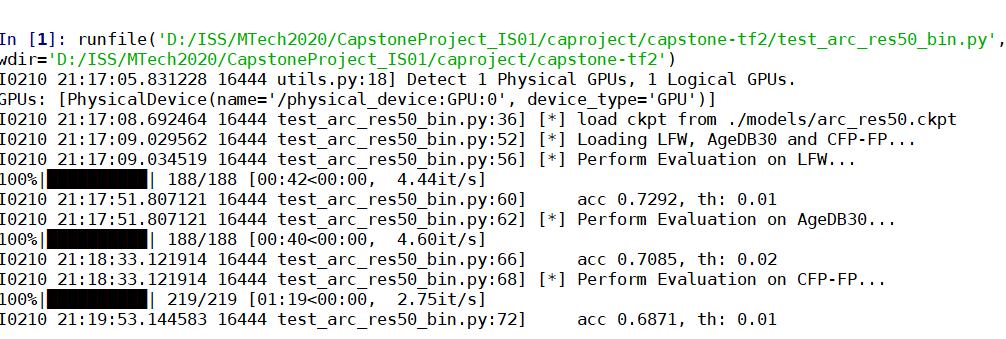 In [1]: runfile('D:/ISS/MTech2020/CapstoneProject_IS01/caproject/capstone-tf2/test_arc_res50_bin.py',
wdir='D:/ISS/MTech2020/CapstoneProject_IS01/caproject/capstone-tf2')
I0210 21:17:05.831228 16444 utils.py:18] Detect 1 Physical GPUs, 1 Logical GPUs.
GPUs: [PhysicalDevice(name='/physical_device:GPU:0', device_type='GPU')]
I0210 21:17:08.692464 16444 test_arc_res50_bin.py:36] [*] load ckpt from ./models/arc_res50.ckpt
I0210 21:17:09.029562 16444 test_arc_res50_bin.py:52] [*] Loading LFW, AgeDB30 and CFP-FP...
I0210 21:17:09.034519 16444 test_arc_res50_bin.py:56] [*] Perform Evaluation on LFW...
100%|██████████| 188/188 [00:42<00:00,  4.44it/s]
I0210 21:17:51.807121 16444 test_arc_res50_bin.py:60]     acc 0.7292, th: 0.01
I0210 21:17:51.807121 16444 test_arc_res50_bin.py:62] [*] Perform Evaluation on AgeDB30...
100%|██████████| 188/188 [00:40<00:00,  4.60it/s]
I0210 21:18:33.121914 16444 test_arc_res50_bin.py:66]     acc 0.7085, th: 0.02
I0210 21:18:33.121914 16444 test_arc_res50_bin.py:68] [*] Perform Evaluation on CFP-FP...
100%|██████████| 219/219 [01:19<00:00,  2.75it/s]
I0210 21:19:53.144583 16444 test_arc_res50_bin.py:72]     acc 0.6871, th: 0.01